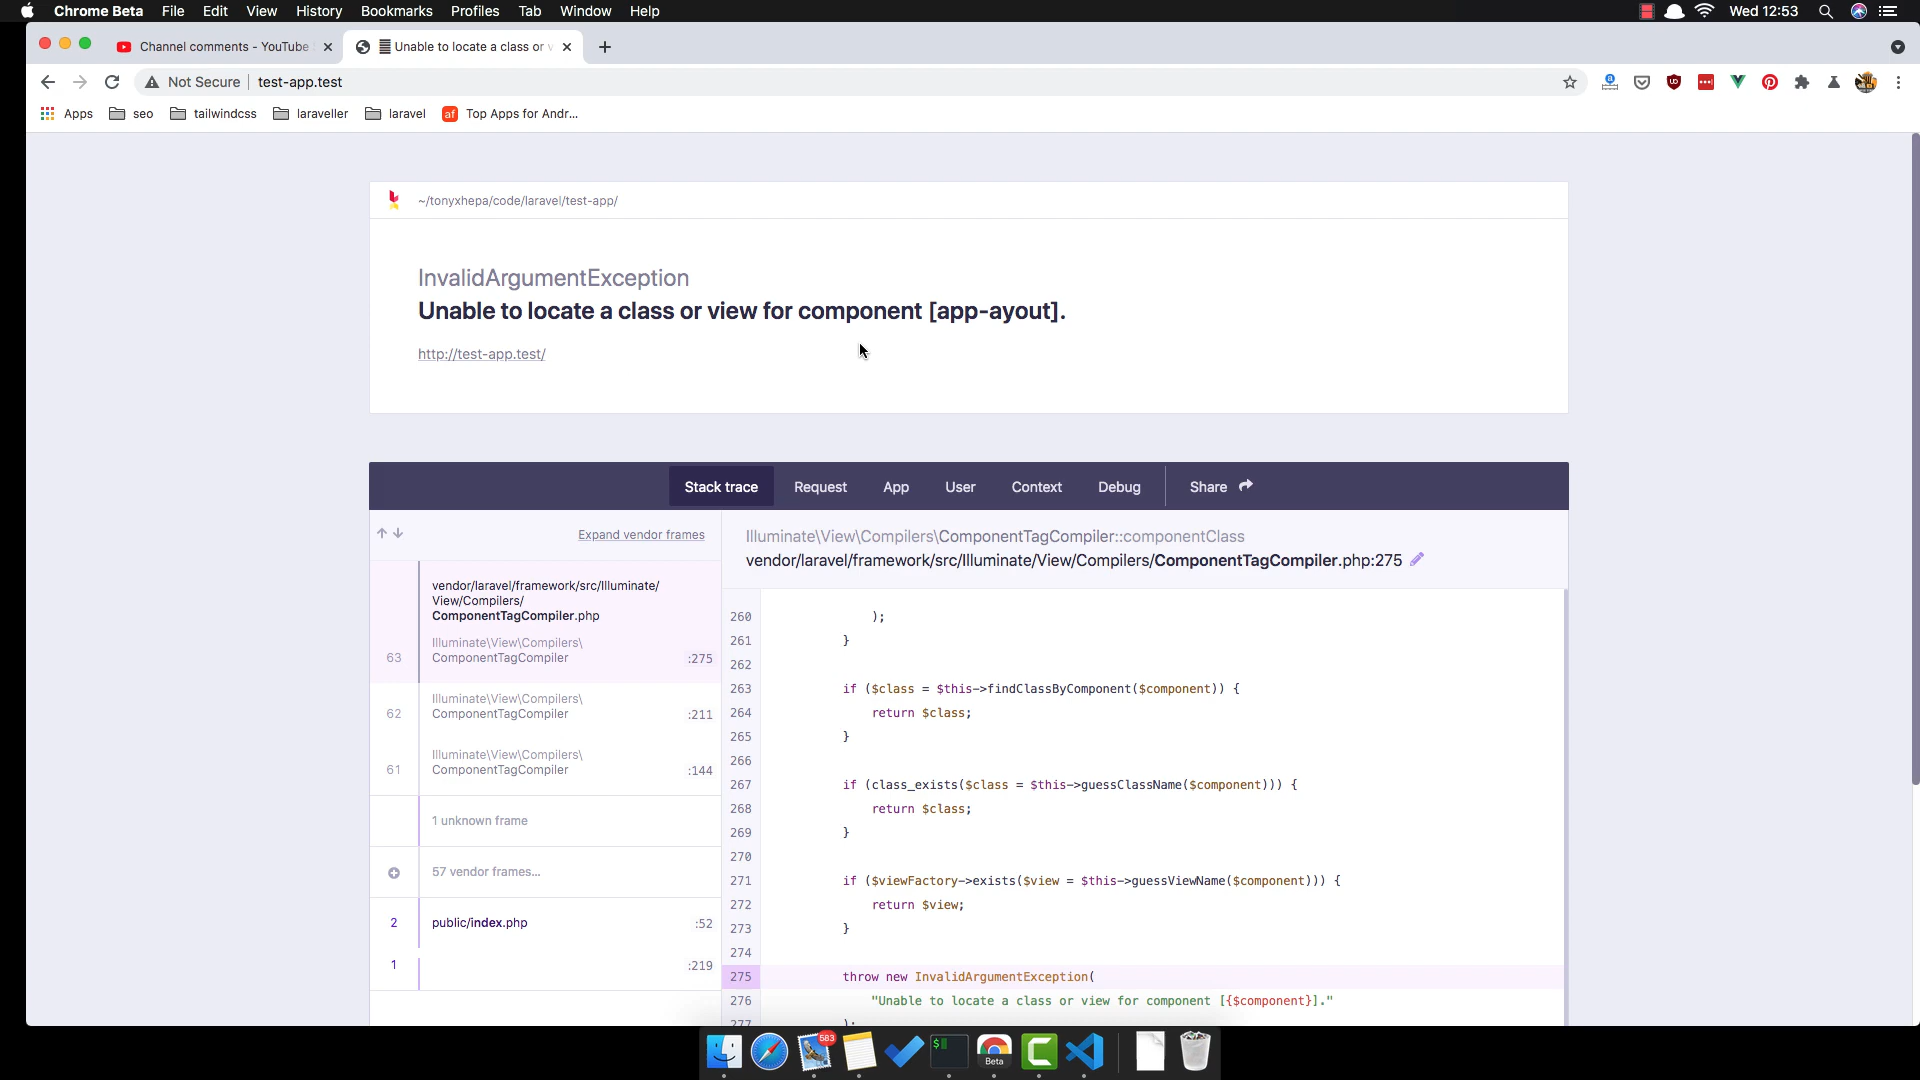 Chrome Beta File Edit View History Bookmarks Profiles Tab Window Help Wed 12:53
Channel comments - YouTube Unable to locate a class or v
Not Secure test-app.test
Apps seo tailwindcss laraveller laravel af Top Apps for Andr...
~/tonyxhepa/code/laravel/test-app/
InvalidArgumentException
Unable to locate a class or view for component [app-ayout].
http://test-app.test/
Stack trace Request App User Context Debug Share
Expand vendor frames
vendor/laravel/framework/src/Illuminate/
View/Compilers/
ComponentTagCompiler.php
Illuminate\View\Compilers\
63 ComponentTagCompiler :275
Illuminate\View\Compilers\
62 ComponentTagCompiler :211
Illuminate\View\Compilers\
61 ComponentTagCompiler :144
1 unknown frame
57 vendor frames...
2 public/index.php :52
1 :219
Illuminate\View\Compilers\ComponentTagCompiler::componentClass
vendor/laravel/framework/src/Illuminate/View/Compilers/ComponentTagCompiler.php:275
260 );
261 }
262
263 if ($class = $this->findClassByComponent($component)) {
264 return $class;
265 }
266
267 if (class_exists($class = $this->guessClassName($component))) {
268 return $class;
269 }
270
271 if ($viewFactory->exists($view = $this->guessViewName($component))) {
272 return $view;
273 }
274
275 throw new InvalidArgumentException(
276 "Unable to locate a class or view for component [{$component}]."
277 );
583
$
Beta